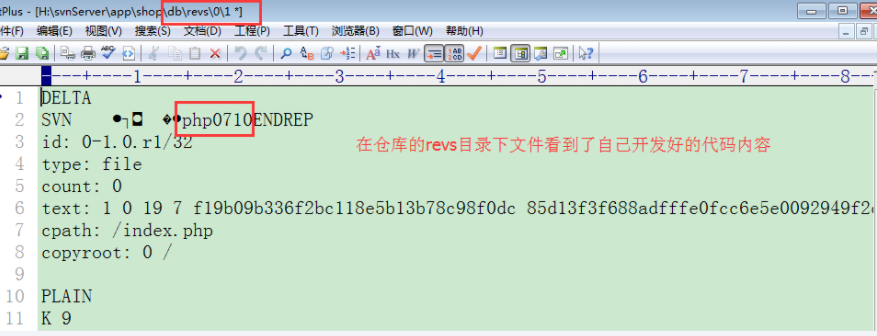 tPlus - [H:\svnServer\app\shop\db\revs\0\1 *]
件(F) 编辑(E) 视图(V) 搜索(S) 文档(D) 工程(P) 工具(T) 浏览器(B) 窗口(W) 帮助(H)
----+----1----+----2----+----3----+----4----+----5----+----6----+----7----+----8--
1 DELTA
2 SVN php0710ENDREP
3 id: 0-1.0.r1/32
在仓库的revs目录下文件看到了自己开发好的代码内容
4 type: file
5 count: 0
6 text: 1 0 19 7 f19b09b336f2bc118e5b13b78c98f0dc 85d13f3f688adfffe0fcc6e5e0092949f2
7 cpath: /index.php
8 copyroot: 0 /
9
10 PLAIN
11 K 9